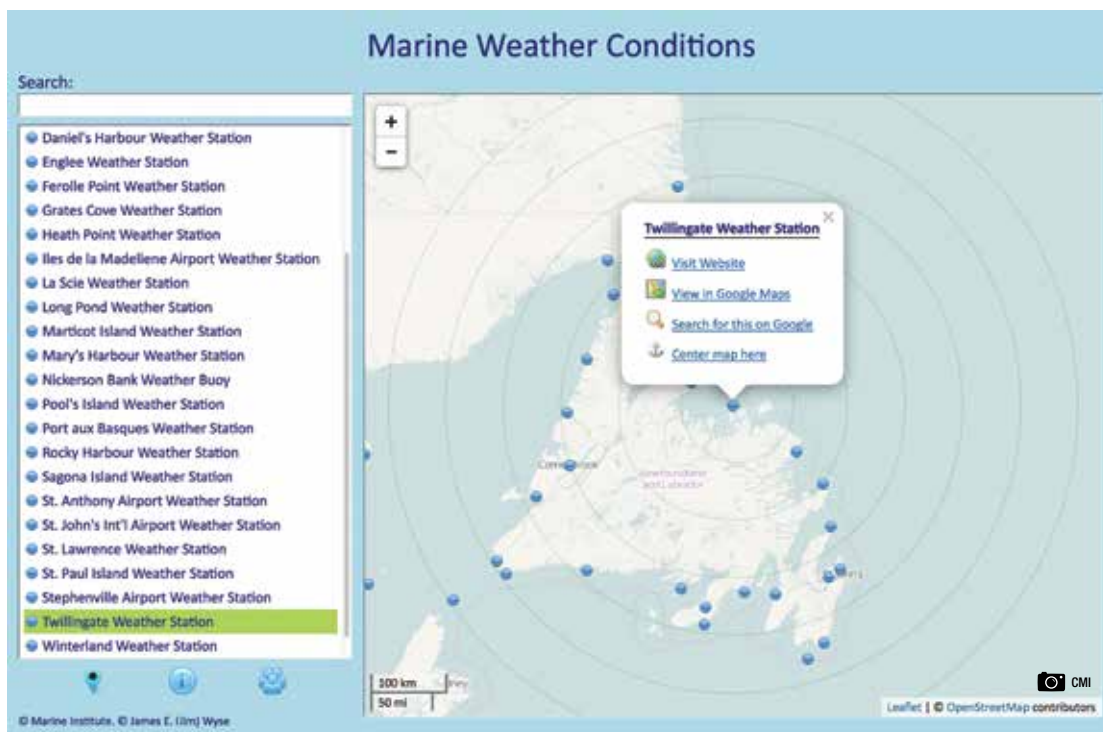 Marine Weather Conditions
Search:
Daniel's Harbour Weather Station
Englee Weather Station
Ferolle Point Weather Station
Grates Cove Weather Station
Heath Point Weather Station
Iles de la Madeliene Airport Weather Station
La Scie Weather Station
Long Pond Weather Station
Marticot Island Weather Station
Mary's Harbour Weather Station
Nickerson Bank Weather Buoy
Pool's Island Weather Station
Port aux Basques Weather Station
Rocky Harbour Weather Station
Sagona Island Weather Station
St. Anthony Airport Weather Station
St. John's Int'l Airport Weather Station
St. Lawrence Weather Station
St. Paul Island Weather Station
Stephenville Airport Weather Station
Twillingate Weather Station
Winterland Weather Station
© Marine Institute. © James E. (Jim) Wyse
+
−
Twillingate Weather Station
×
Visit Website
View in Google Maps
Search for this on Google
Center map here
Newfoundland
and Labrador
100 km
50 mi
CMI
Leaflet | © OpenStreetMap contributors